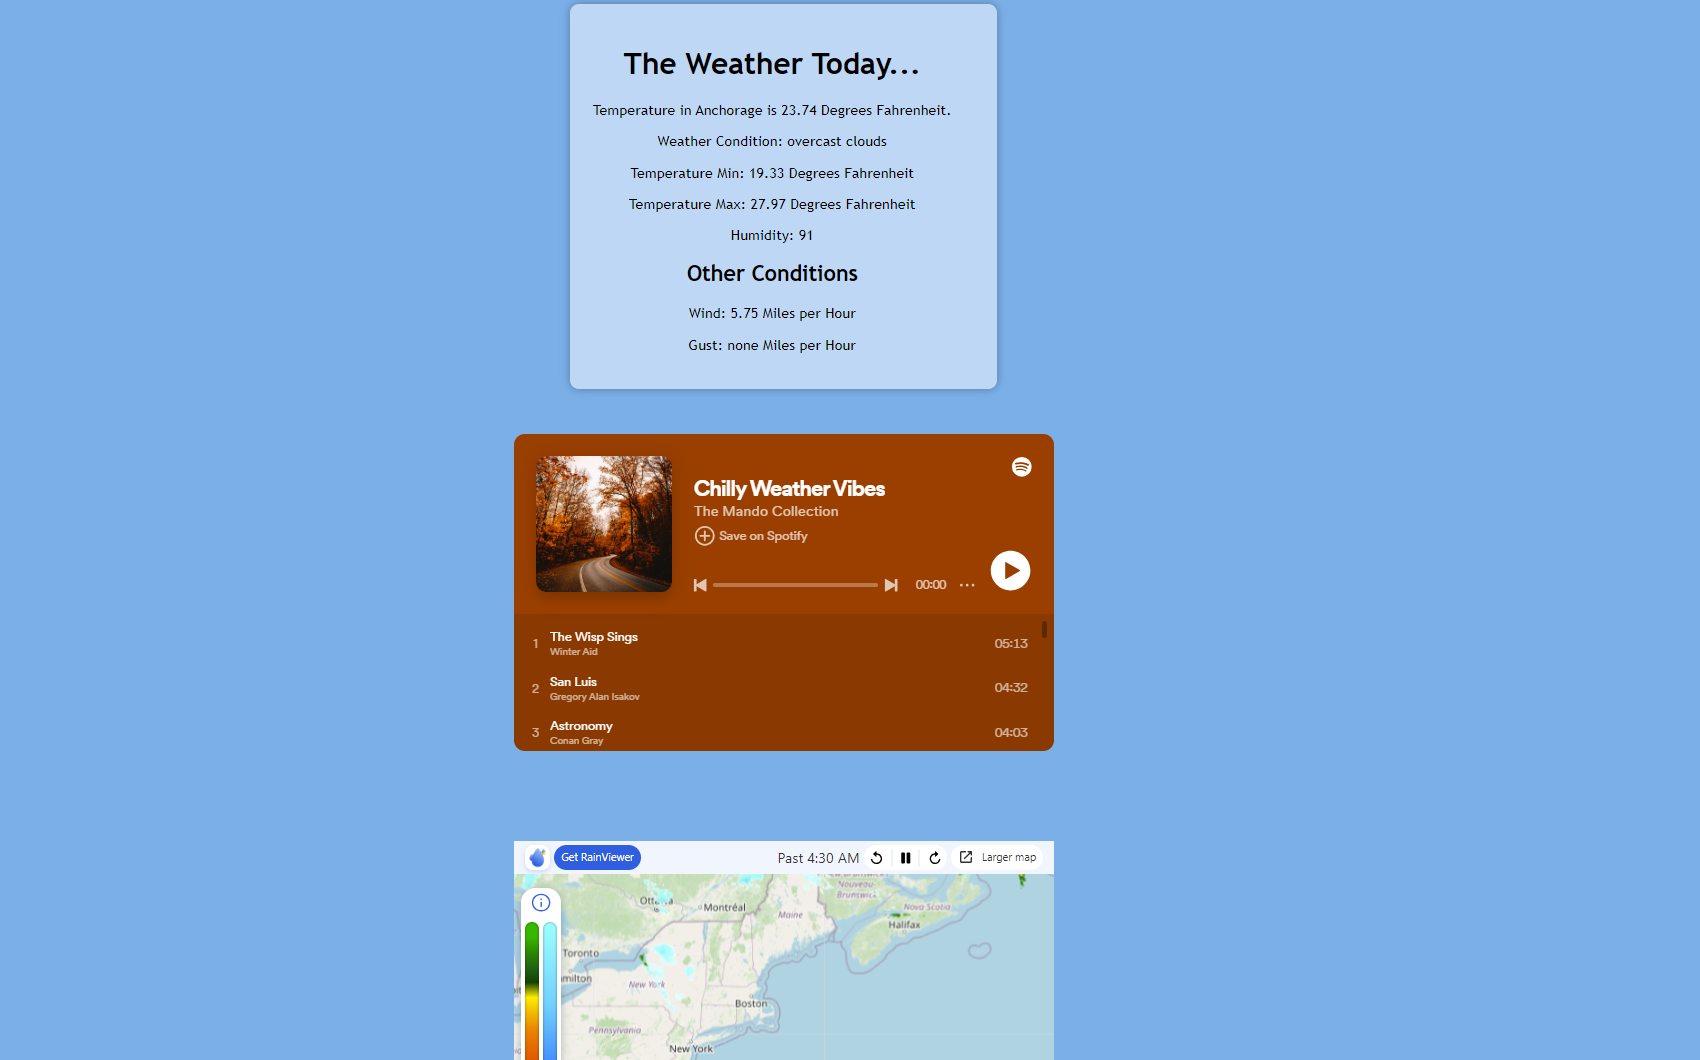 The Weather Today...
Temperature in Anchorage is 23.74 Degrees Fahrenheit.
Weather Condition: overcast clouds
Temperature Min: 19.33 Degrees Fahrenheit
Temperature Max: 27.97 Degrees Fahrenheit
Humidity: 91
Other Conditions
Wind: 5.75 Miles per Hour
Gust: none Miles per Hour
Chilly Weather Vibes
The Mando Collection
Save on Spotify
00:00
1 The Wisp Sings 05:13
Winter Aid
2 San Luis 04:32
Gregory Alan Isakov
3 Astronomy 04:03
Conan Gray
Get RainViewer Past 4:30 AM Larger map
Nouveau-
Brunswick
Montréal
Maine
Nova Scotia
Halifax
Toronto
milton
New York
Boston
Pennsylvania
New York